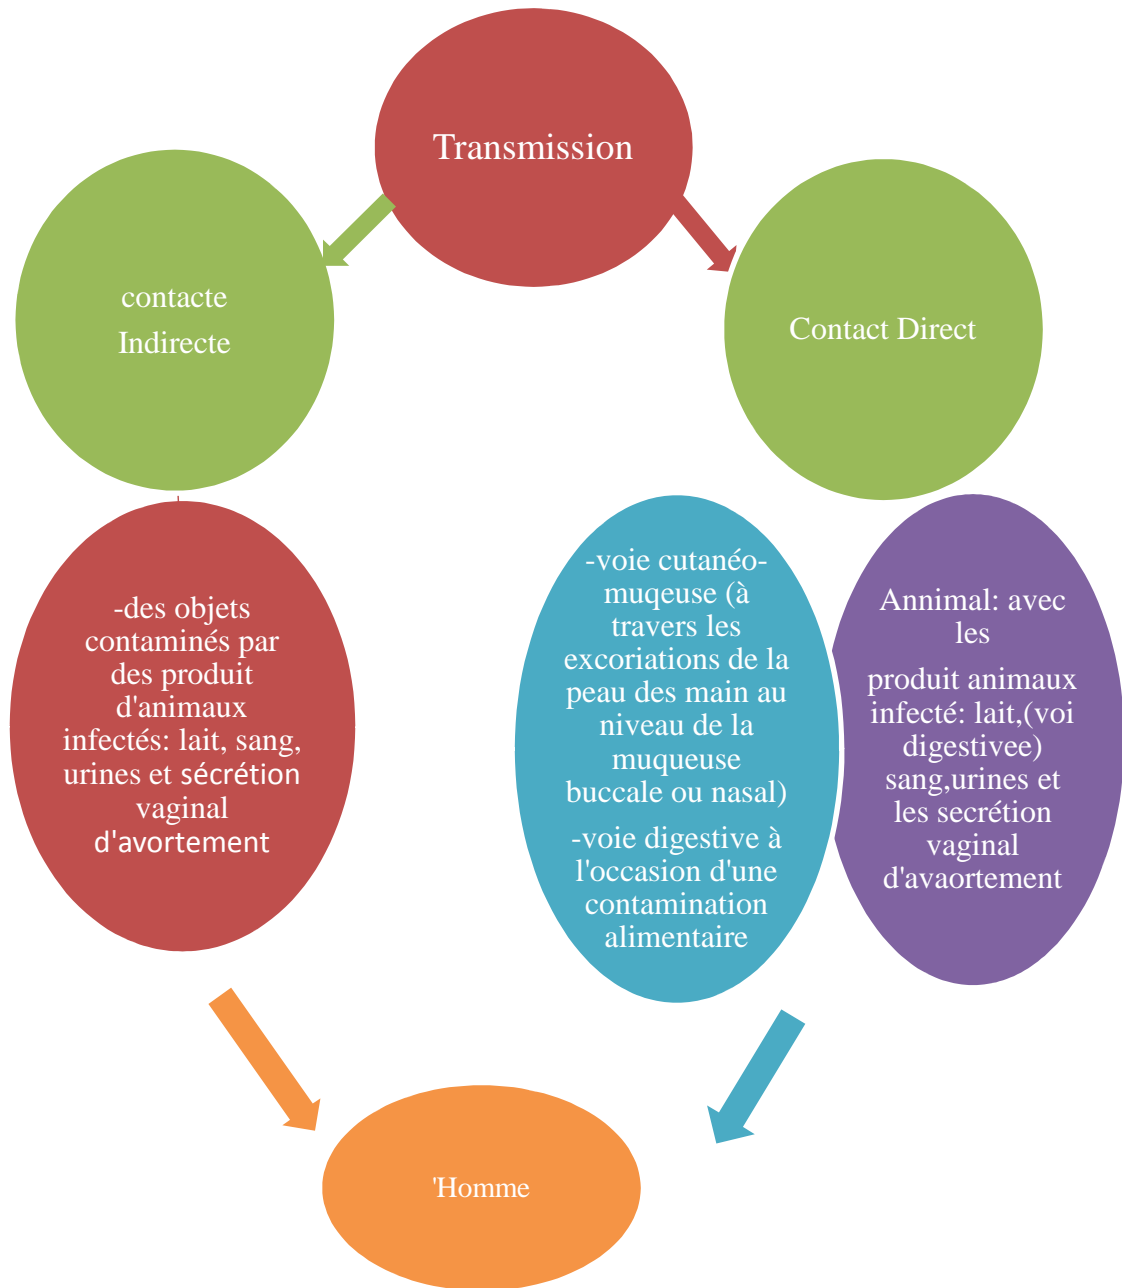 Transmission
contacte
Indirecte
Contact Direct
-des objets
contaminés par
des produit
d'animaux
infectés: lait, sang,
urines et sécrétion
vaginal
d'avortement
-voie cutanéo-
muqeuse (à
travers les
excoriations de la
peau des main au
niveau de la
muqueuse
buccale ou nasal)
-voie digestive à
l'occasion d'une
contamination
alimentaire
Annimal: avec
les
produit animaux
infecté: lait,(voi
digestivee)
sang,urines et
les secrétion
vaginal
d'avaortement
'Homme